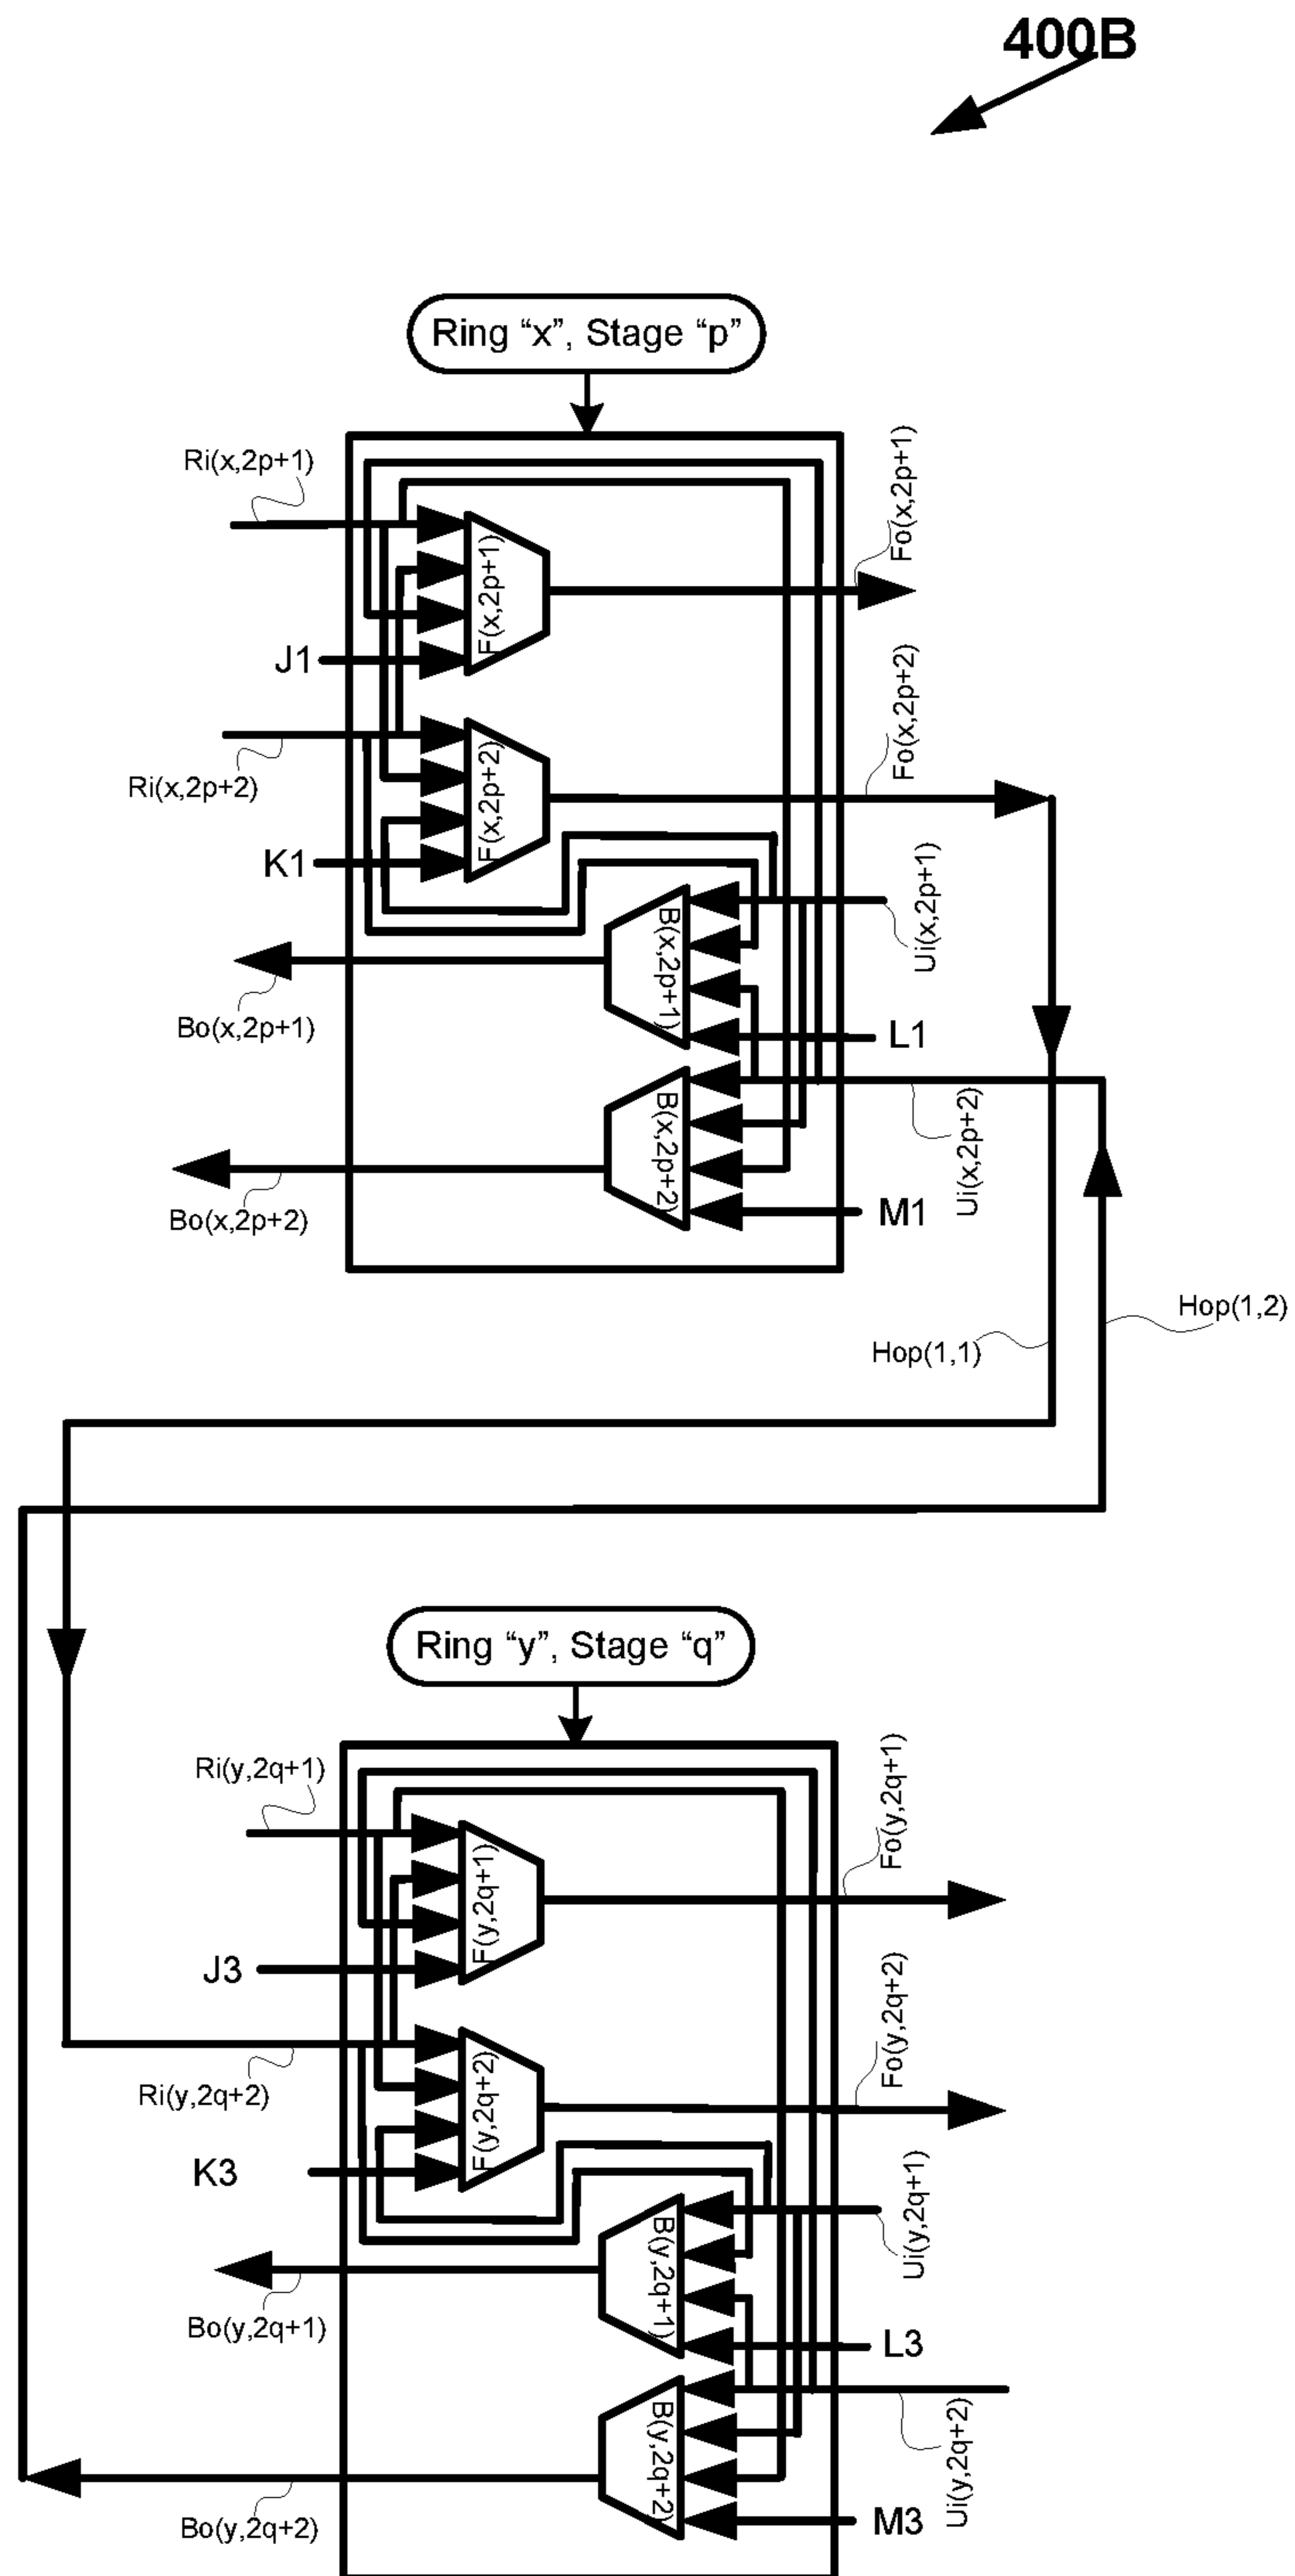 400B
Ring “x”, Stage “p”
Ri(x,2p+1)
Fo(x,2p+1)
F(x,2p+1)
J1
Fo(x,2p+2)
Ri(x,2p+2)
F(x,2p+2)
K1
Ui(x,2p+1)
B(x,2p+1)
Bo(x,2p+1)
L1
B(x,2p+2)
Ui(x,2p+2)
Bo(x,2p+2)
M1
Hop(1,2)
Hop(1,1)
Ring “y”, Stage “q”
Ri(y,2q+1)
Fo(y,2q+1)
F(y,2q+1)
J3
Fo(y,2q+2)
Ri(y,2q+2)
F(y,2q+2)
K3
Ui(y,2q+1)
B(y,2q+1)
Bo(y,2q+1)
L3
B(y,2q+2)
Ui(y,2q+2)
Bo(y,2q+2)
M3